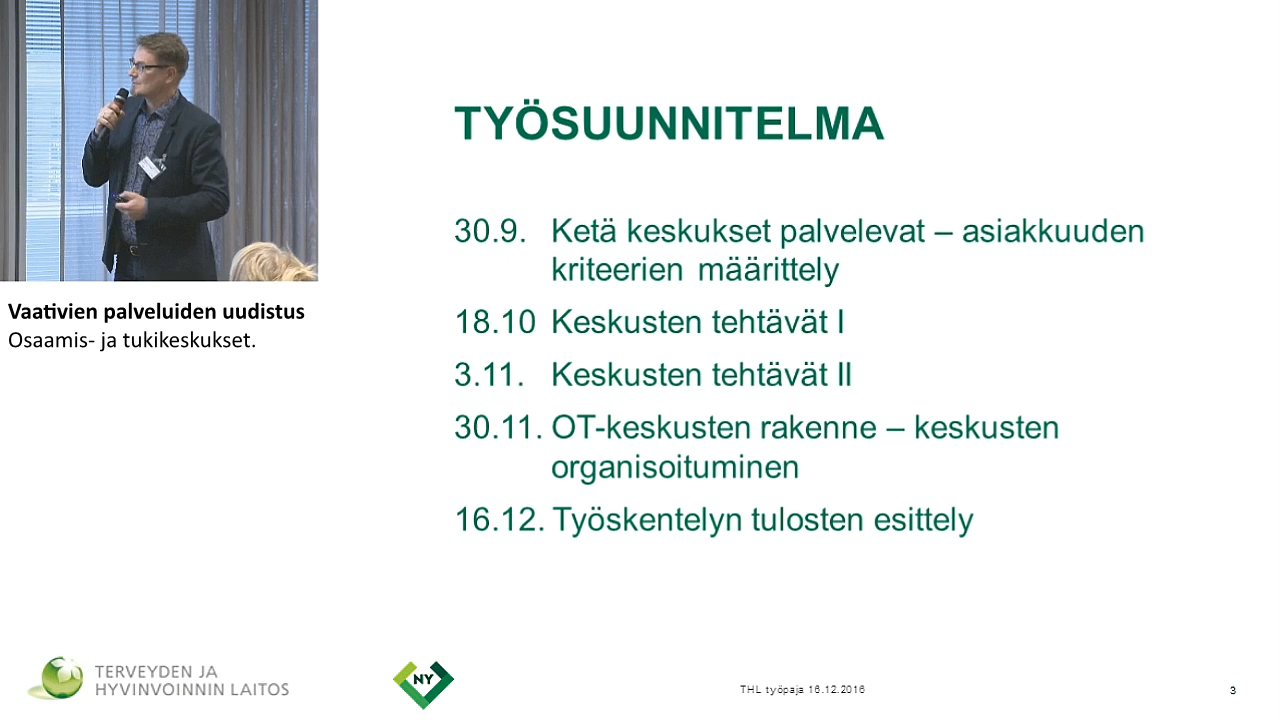 TYÖSUUNNITELMA
30.9. Ketä keskukset palvelevat – asiakkuuden
kriteerien määrittely
18.10 Keskusten tehtävät I
3.11. Keskusten tehtävät II
30.11. OT-keskusten rakenne – keskusten
organisoituminen
16.12. Työskentelyn tulosten esittely
Vaativien palveluiden uudistus
Osaamis- ja tukikeskukset.
TERVEYDEN JA
HYVINVOINNIN LAITOS
NY
THL työpaja 16.12.2016
3